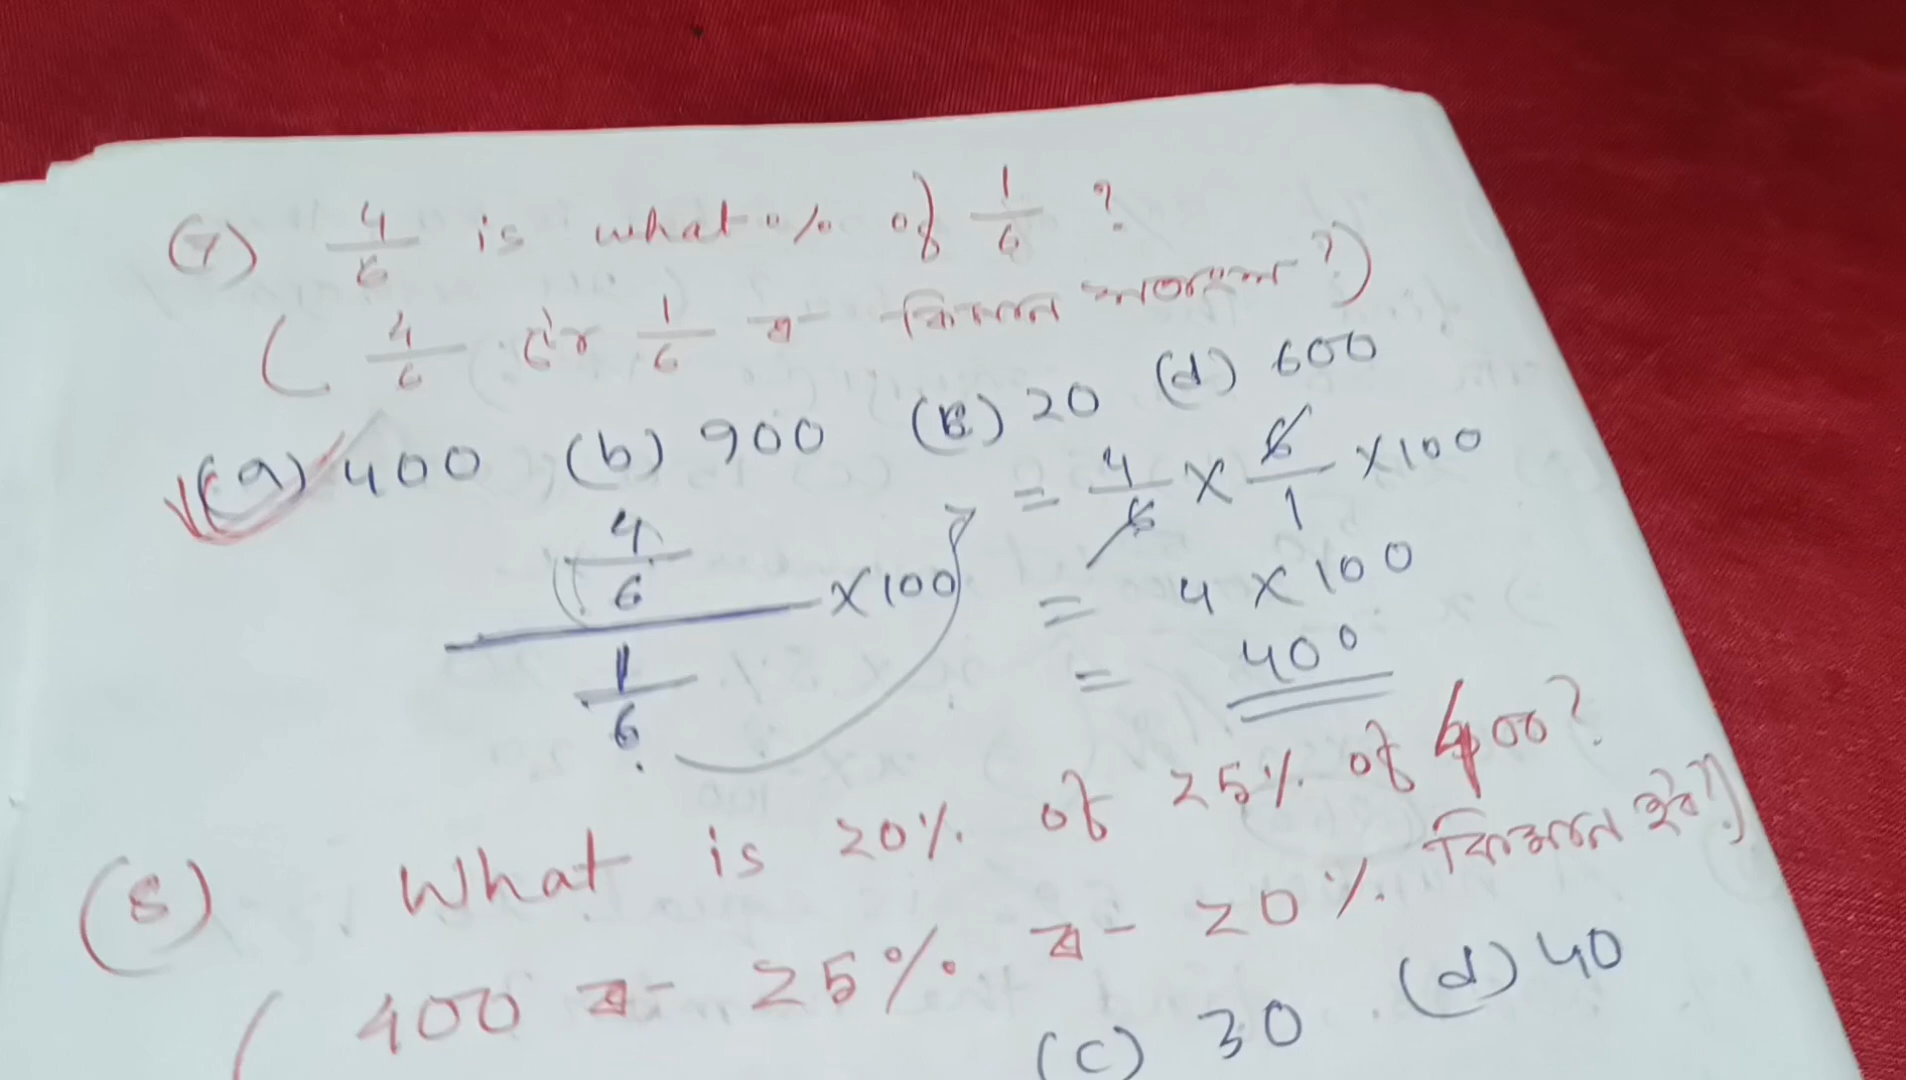 (7) 4/6 is what % of 1/6 ?
( 4/6 1/6 ?)
(a) 400 (b) 900 (c) 20 (d) 600
(4/6)/(1/6) ×100 = 4/6 × 6/1 ×100
= 4 × 100
= 400
(8) What is 20% of 25% of 400?
( 400 ৰ 25% ৰ 20% কিমান হব?)
(c) 30 (d) 40